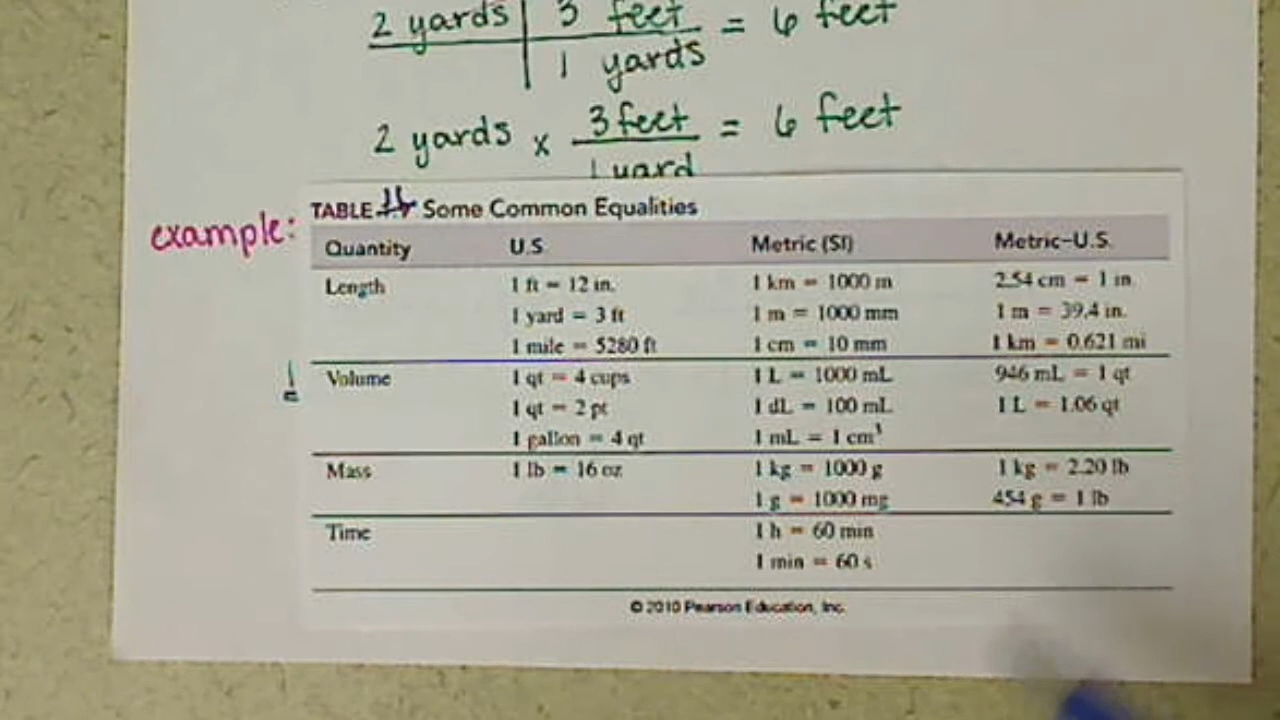 2 yards | 3 feet = 6 feet
1 yards
2 yards x 3 feet = 6 feet
1 yard
example:
TABLE Some Common Equalities
Quantity U.S. Metric (SI) Metric–U.S.
Length 1 ft = 12 in. 1 km = 1000 m 2.54 cm = 1 in.
1 yard = 3 ft 1 m = 1000 mm 1 m = 39.4 in.
1 mile = 5280 ft 1 cm = 10 mm 1 km = 0.621 mi
Volume 1 qt = 4 cups 1 L = 1000 mL 946 mL = 1 qt
1 qt = 2 pt 1 dL = 100 mL 1 L = 1.06 qt
1 gallon = 4 qt 1 mL = 1 cm³
Mass 1 lb = 16 oz 1 kg = 1000 g 1 kg = 2.20 lb
1 g = 1000 mg 454 g = 1 lb
Time 1 h = 60 min
1 min = 60 s
© 2010 Pearson Education, Inc.